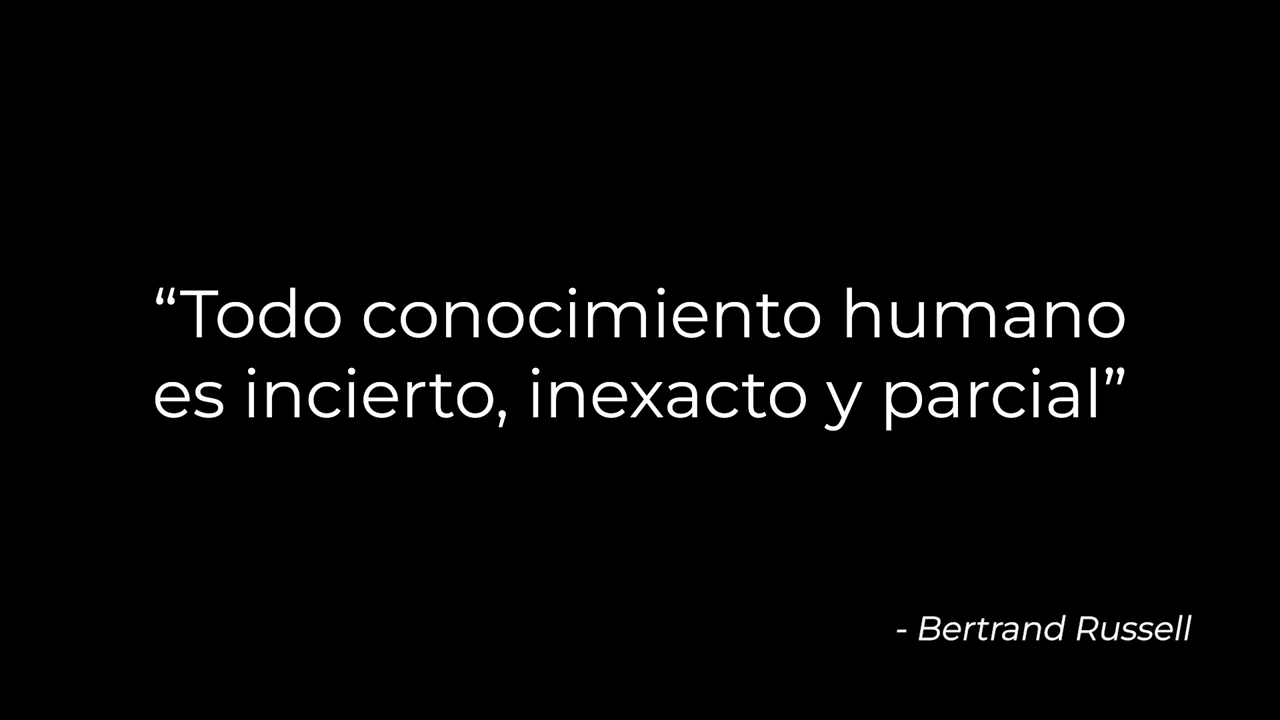 “Todo conocimiento humano
es incierto, inexacto y parcial”
- Bertrand Russell